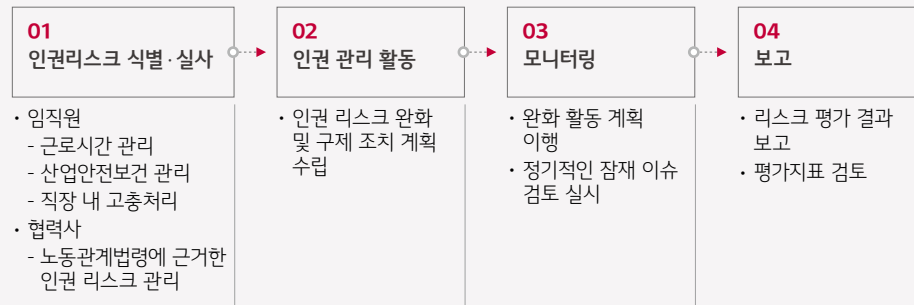 01
인권리스크 식별·실사
• 임직원
- 근로시간 관리
- 산업안전보건 관리
- 직장 내 고충처리
• 협력사
- 노동관계법령에 근거한
인권 리스크 관리
02
인권 관리 활동
• 인권 리스크 완화
및 구제 조치 계획
수립
03
모니터링
• 완화 활동 계획
이행
• 정기적인 잠재 이슈
검토 실시
04
보고
• 리스크 평가 결과
보고
• 평가지표 검토